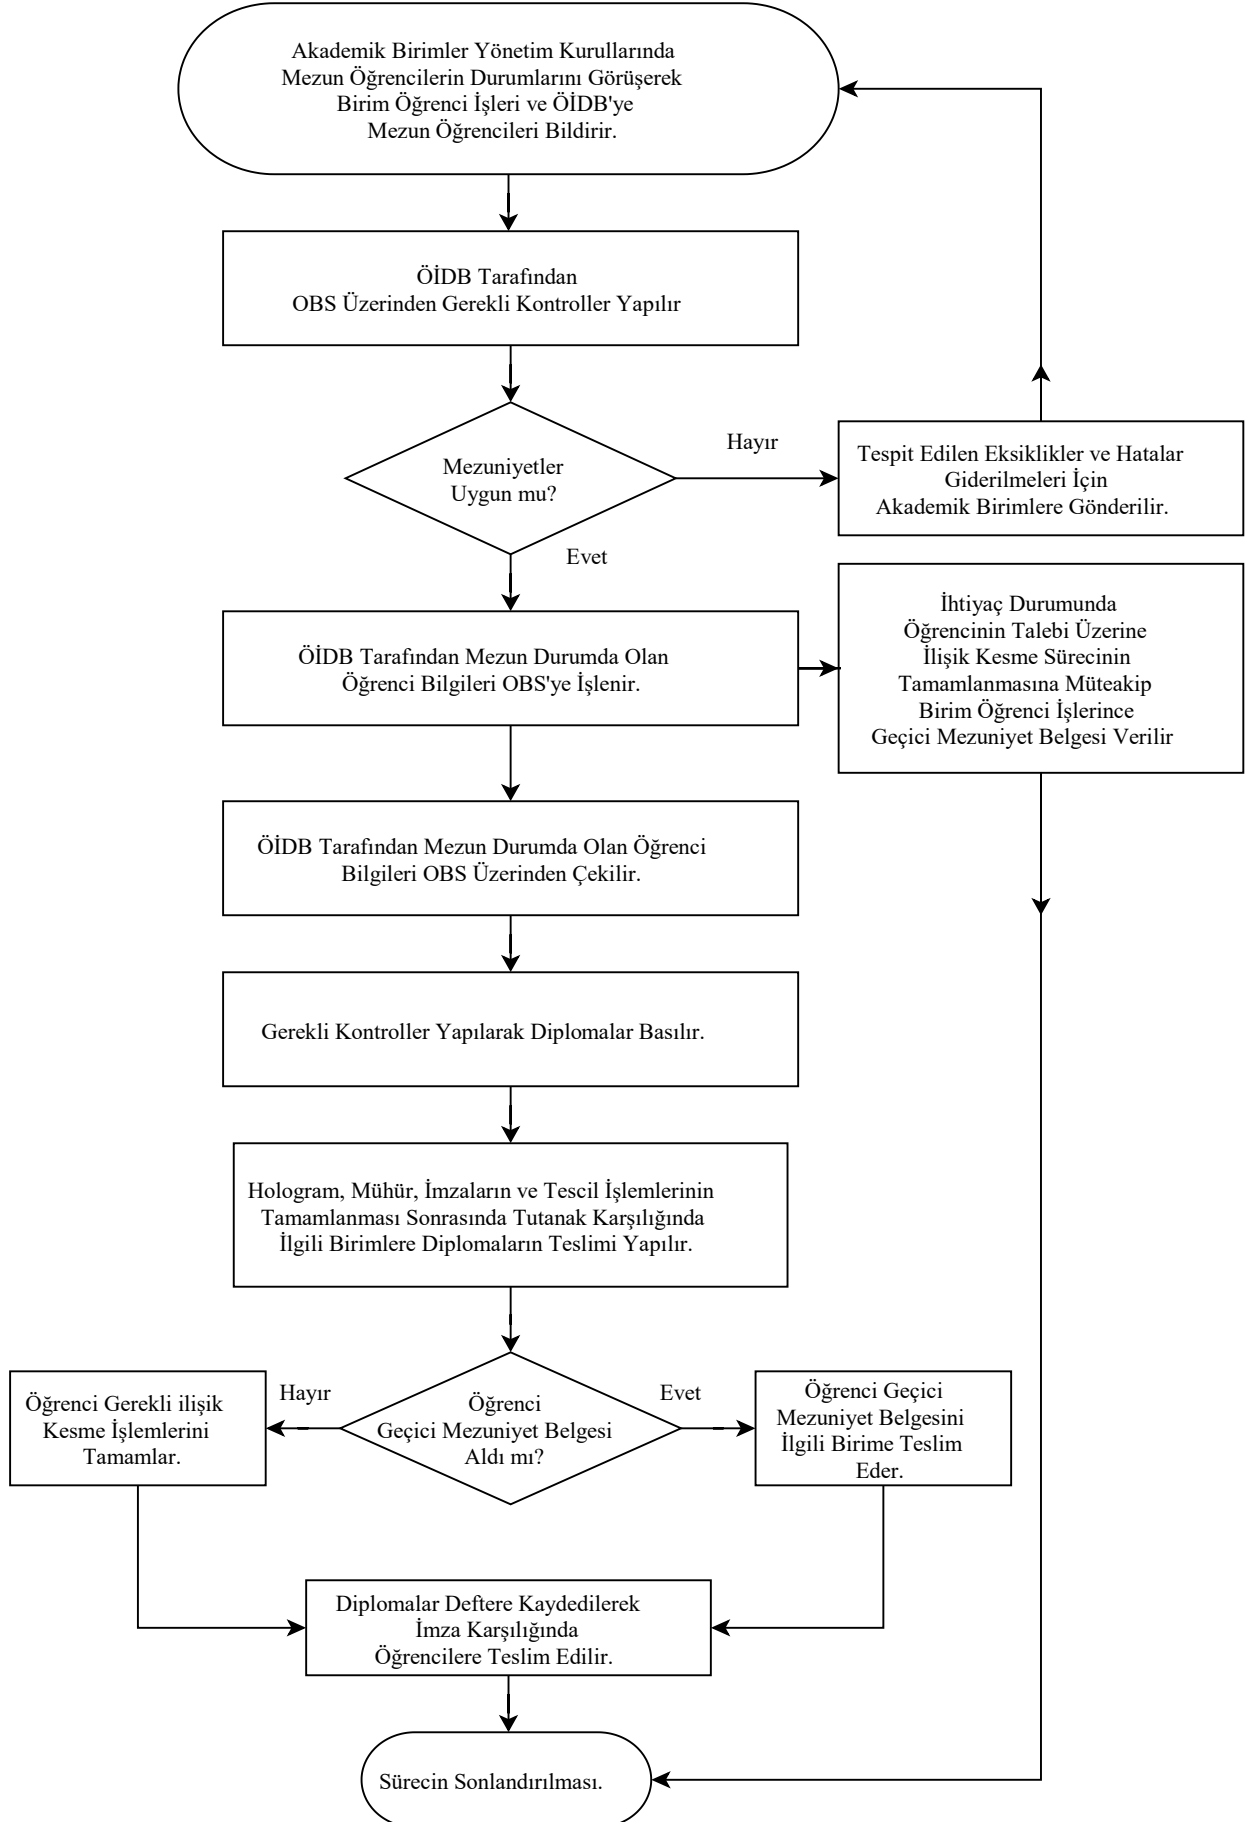 Akademik Birimler Yönetim Kurullarında
Mezun Öğrencilerin Durumlarını Görüşerek
Birim Öğrenci İşleri ve ÖİDB'ye
Mezun Öğrencileri Bildirir.
ÖİDB Tarafından
OBS Üzerinden Gerekli Kontroller Yapılır
Mezuniyetler
Uygun mu?
Hayır
Tespit Edilen Eksiklikler ve Hatalar
Giderilmeleri İçin
Akademik Birimlere Gönderilir.
Evet
ÖİDB Tarafından Mezun Durumda Olan
Öğrenci Bilgileri OBS'ye İşlenir.
İhtiyaç Durumunda
Öğrencinin Talebi Üzerine
İlişik Kesme Sürecinin
Tamamlanmasına Müteakip
Birim Öğrenci İşlerince
Geçici Mezuniyet Belgesi Verilir
ÖİDB Tarafından Mezun Durumda Olan Öğrenci
Bilgileri OBS Üzerinden Çekilir.
Gerekli Kontroller Yapılarak Diplomalar Basılır.
Hologram, Mühür, İmzaların ve Tescil İşlemlerinin
Tamamlanması Sonrasında Tutanak Karşılığında
İlgili Birimlere Diplomaların Teslimi Yapılır.
Öğrenci
Geçici Mezuniyet Belgesi
Aldı mı?
Hayır
Öğrenci Gerekli ilişik
Kesme İşlemlerini
Tamamlar.
Evet
Öğrenci Geçici
Mezuniyet Belgesini
İlgili Birime Teslim
Eder.
Diplomalar Deftere Kaydedilerek
İmza Karşılığında
Öğrencilere Teslim Edilir.
Sürecin Sonlandırılması.